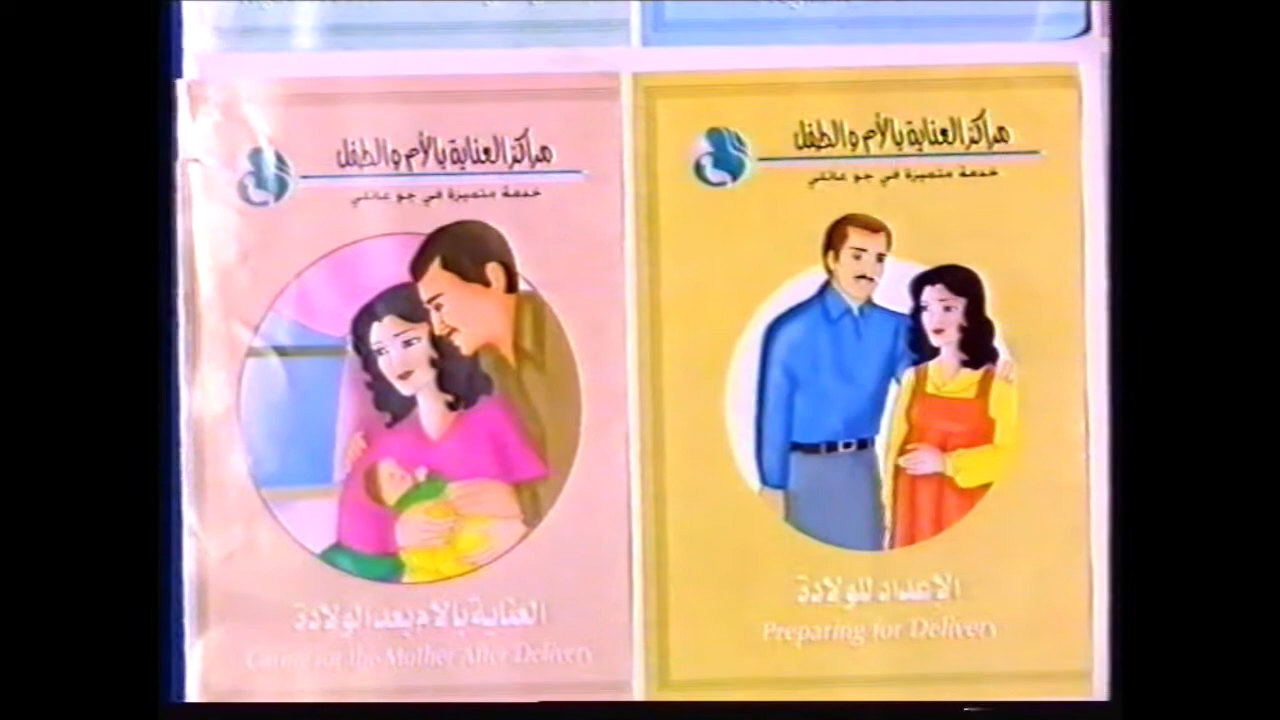 مراكز العناية بالأم والطفل
خدمة متميزة في جو عائلي
العناية بالأم بعد الولادة
Caring for the Mother After Delivery
مراكز العناية بالأم والطفل
خدمة متميزة في جو عائلي
الإعداد للولادة
Preparing for Delivery